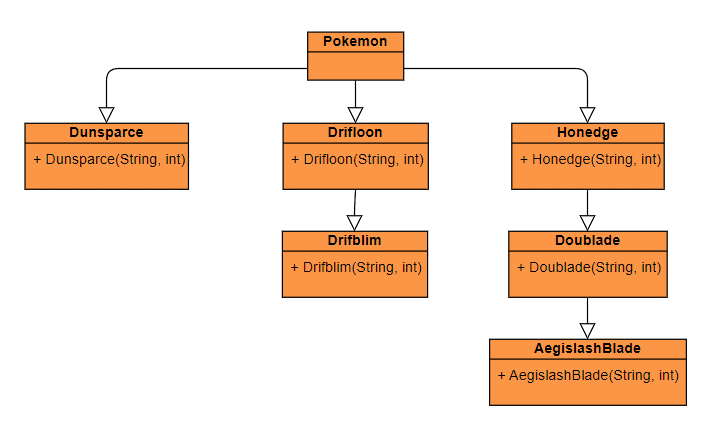 Pokemon
Dunsparce
+ Dunsparce(String, int)
Drifloon
+ Drifloon(String, int)
Honedge
+ Honedge(String, int)
Drifblim
+ Drifblim(String, int)
Doublade
+ Doublade(String, int)
AegislashBlade
+ AegislashBlade(String, int)